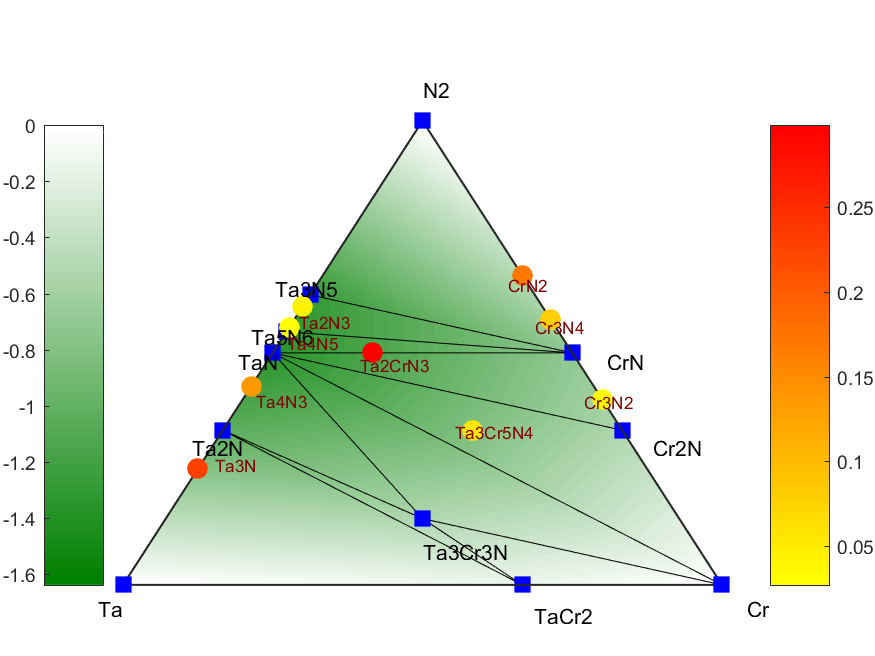 N2
0
-0.2
-0.4
-0.6
-0.8
-1
-1.2
-1.4
-1.6
0.25
0.2
0.15
0.1
0.05
Ta3N5
CrN2
Ta2N3
Cr3N4
Ta5N6
Ta4N5
TaN
Ta2CrN3
CrN
Ta4N3
Cr3N2
Ta3Cr5N4
Ta2N
Cr2N
Ta3N
Ta3Cr3N
Ta
TaCr2
Cr